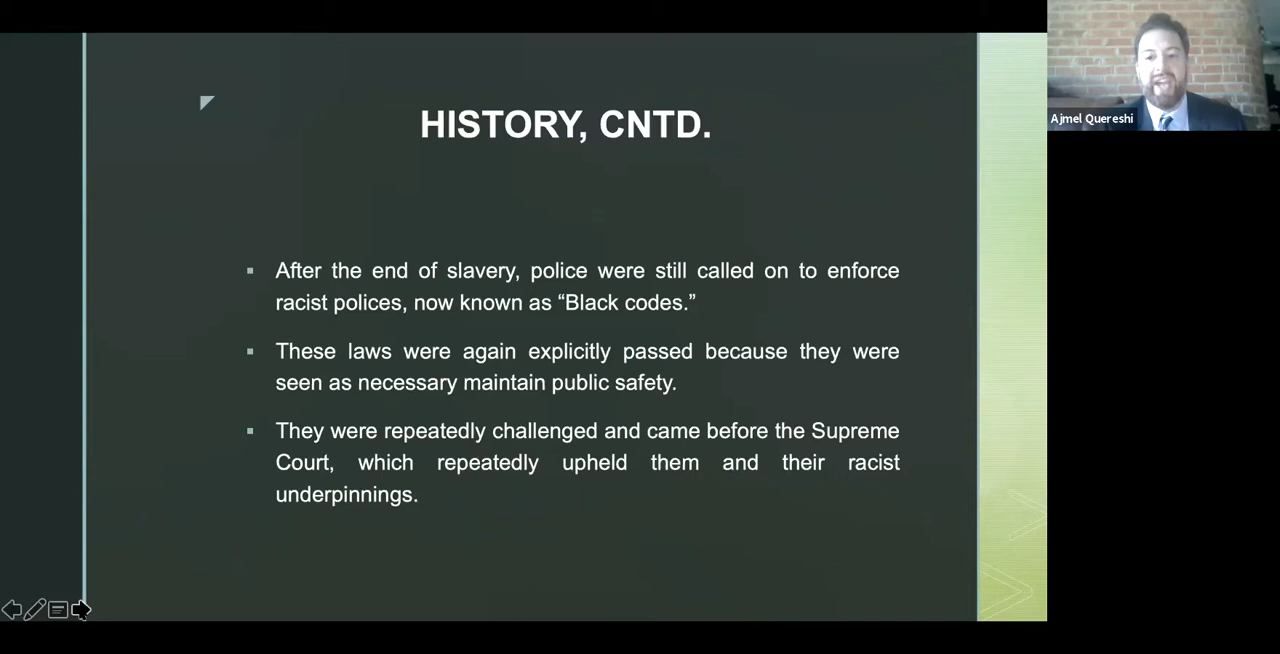 HISTORY, CNTD.
▪ After the end of slavery, police were still called on to enforce
racist polices, now known as “Black codes.”
▪ These laws were again explicitly passed because they were
seen as necessary maintain public safety.
▪ They were repeatedly challenged and came before the Supreme
Court, which repeatedly upheld them and their racist
underpinnings.
Ajmel Quereshi